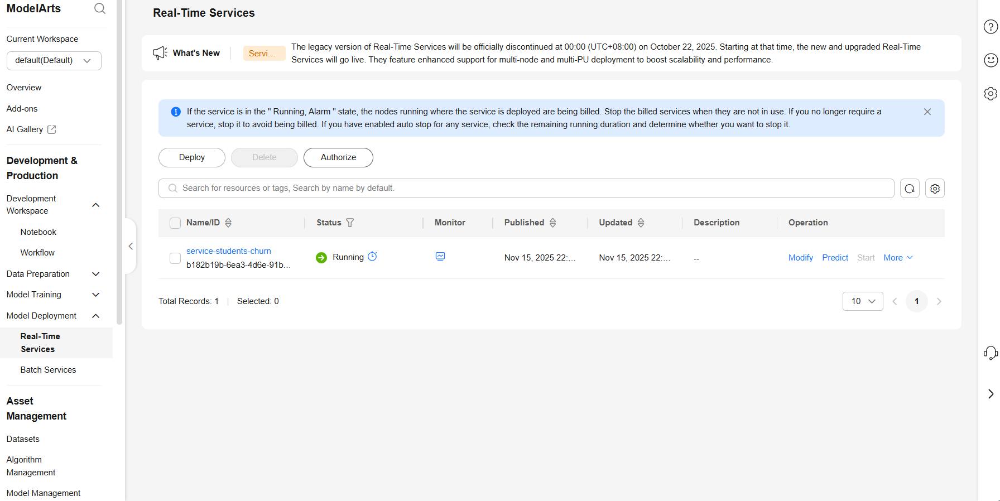 ModelArts
Current Workspace
default(Default)
Overview
Add-ons
AI Gallery
Development &
Production
Development
Workspace
Notebook
Workflow
Data Preparation
Model Training
Model Deployment
Real-Time
Services
Batch Services
Asset
Management
Datasets
Algorithm
Management
Model Management
Real-Time Services
What's New
Servi...
The legacy version of Real-Time Services will be officially discontinued at 00:00 (UTC+08:00) on October 22, 2025. Starting at that time, the new and upgraded Real-Time
Services will go live. They feature enhanced support for multi-node and multi-PU deployment to boost scalability and performance.
If the service is in the " Running, Alarm " state, the nodes running where the service is deployed are being billed. Stop the billed services when they are not in use. If you no longer require a
service, stop it to avoid being billed. If you have enabled auto stop for any service, check the remaining running duration and determine whether you want to stop it.
Deploy Delete Authorize
Search for resources or tags, Search by name by default.
Name/ID Status Monitor Published Updated Description Operation
service-students-churn
b182b19b-6ea3-4d6e-91b...
Running
Nov 15, 2025 22:...
Nov 15, 2025 22:...
--
Modify Predict Start More
Total Records: 1 Selected: 0
10 1